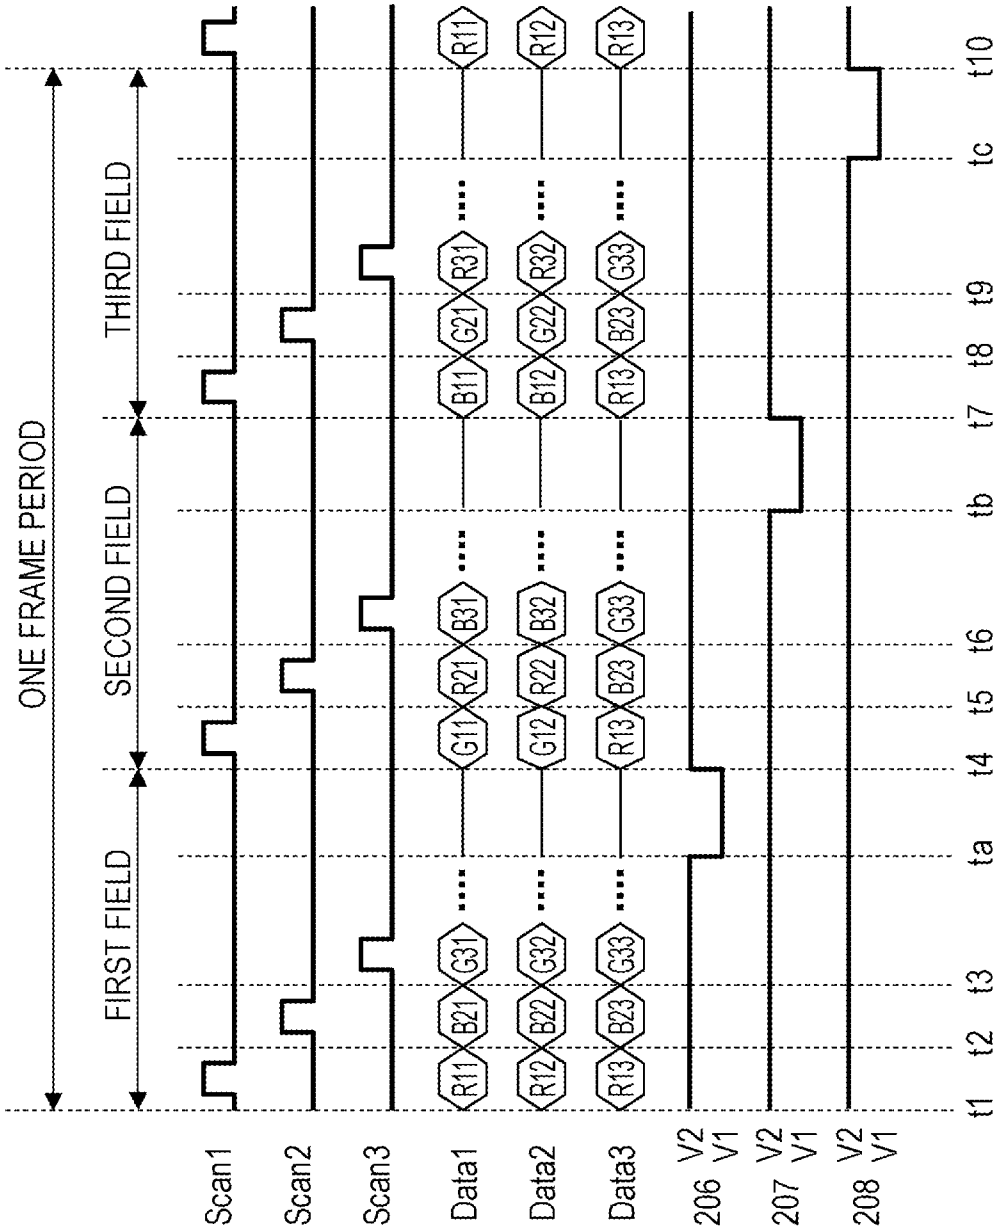 ONE FRAME PERIOD
FIRST FIELD SECOND FIELD THIRD FIELD
Scan1
Scan2
Scan3
Data1 R11 B21 G31 G11 R21 B31 B11 G21 R31 R11
Data2 R12 B22 G32 G12 R22 B32 B12 G22 R32 R12
Data3 R13 B23 G33 R13 B23 G33 R13 B23 G33 R13
206 V2
V1
207 V2
V1
208 V2
V1
t1 t2 t3 ta t4 t5 t6 tb t7 t8 t9 tc t10